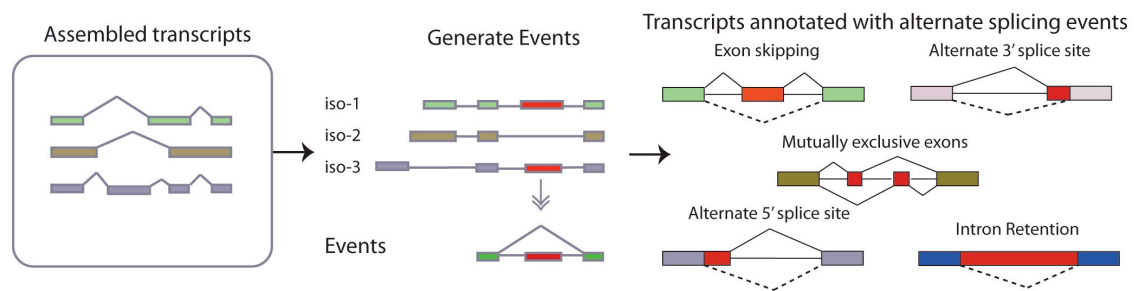 Assembled transcripts
Generate Events
iso-1
iso-2
iso-3
Events
Transcripts annotated with alternate splicing events
Exon skipping
Alternate 3′ splice site
Mutually exclusive exons
Alternate 5′ splice site
Intron Retention